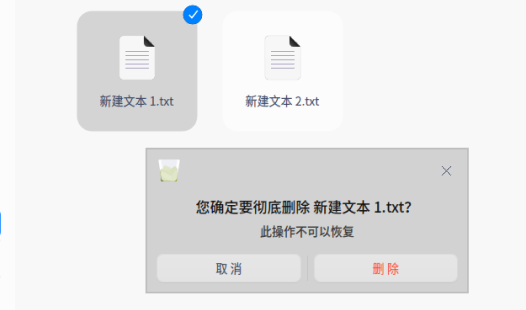 新建文本 1.txt
新建文本 2.txt
您确定要彻底删除 新建文本 1.txt?
此操作不可以恢复
取消
删除